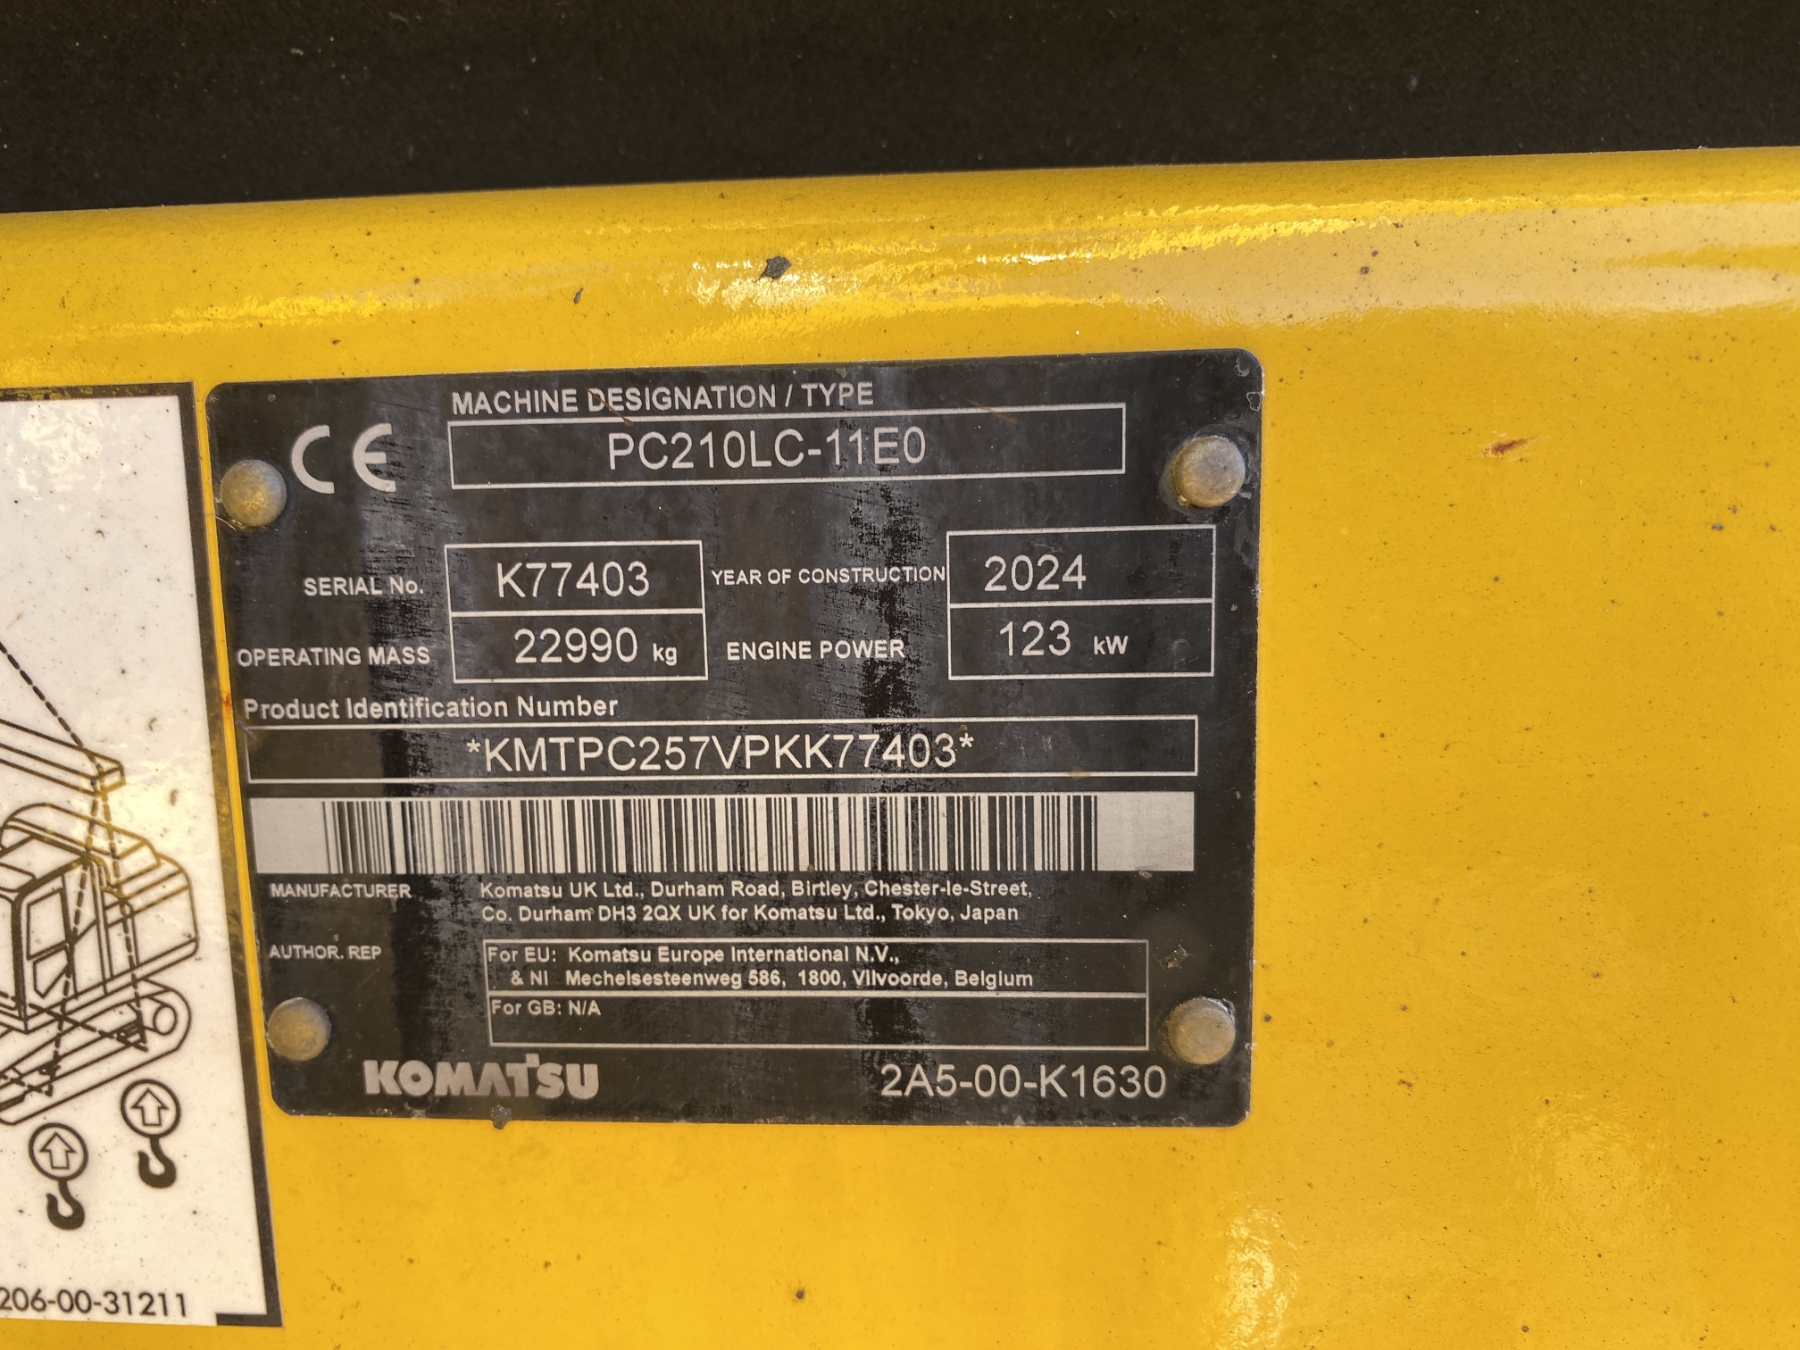 CE
MACHINE DESIGNATION / TYPE
PC210LC-11E0
SERIAL No. K77403 YEAR OF CONSTRUCTION 2024
OPERATING MASS 22990 kg ENGINE POWER 123 kW
Product Identification Number
*KMTPC257VPKK77403*
MANUFACTURER Komatsu UK Ltd., Durham Road, Birtley, Chester-le-Street,
Co. Durham DH3 2QX UK for Komatsu Ltd., Tokyo, Japan
AUTHOR. REP For EU: Komatsu Europe International N.V.,
& NI Mechelsesteenweg 586, 1800, Vilvoorde, Belgium
For GB: N/A
KOMATSU 2A5-00-K1630
206-00-31211